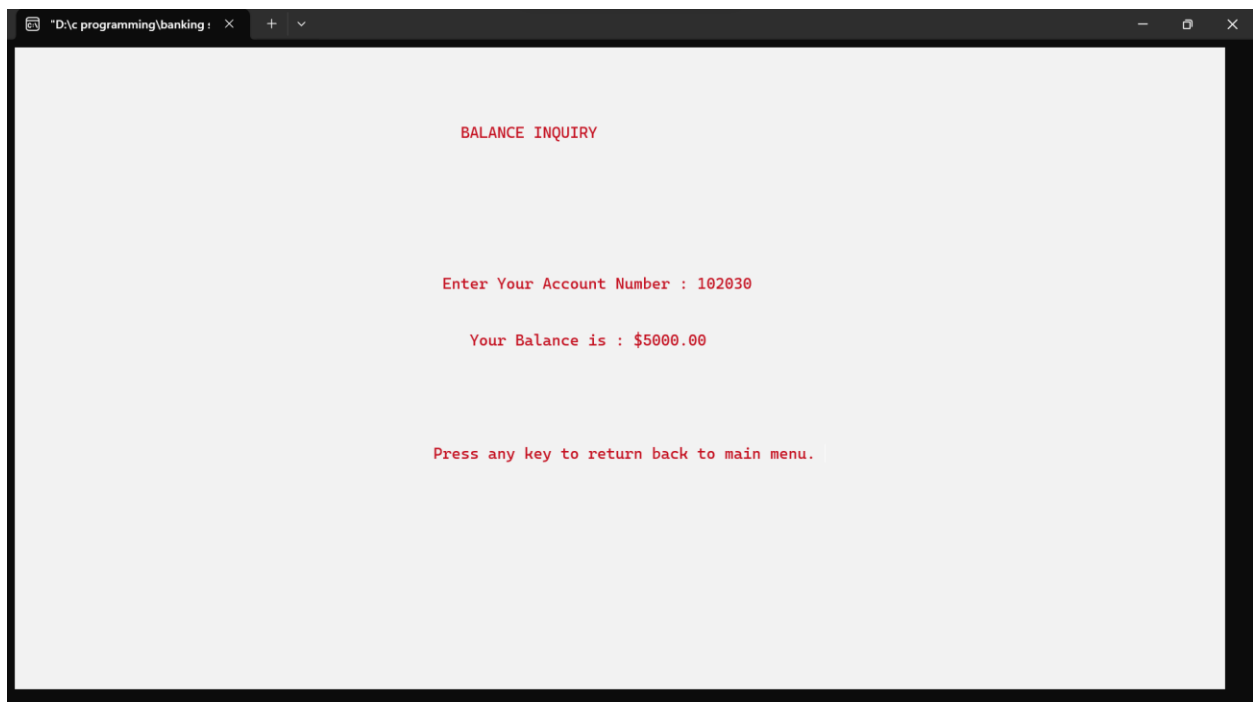 "D:\c programming\banking s
BALANCE INQUIRY
Enter Your Account Number : 102030
Your Balance is : $5000.00
Press any key to return back to main menu.